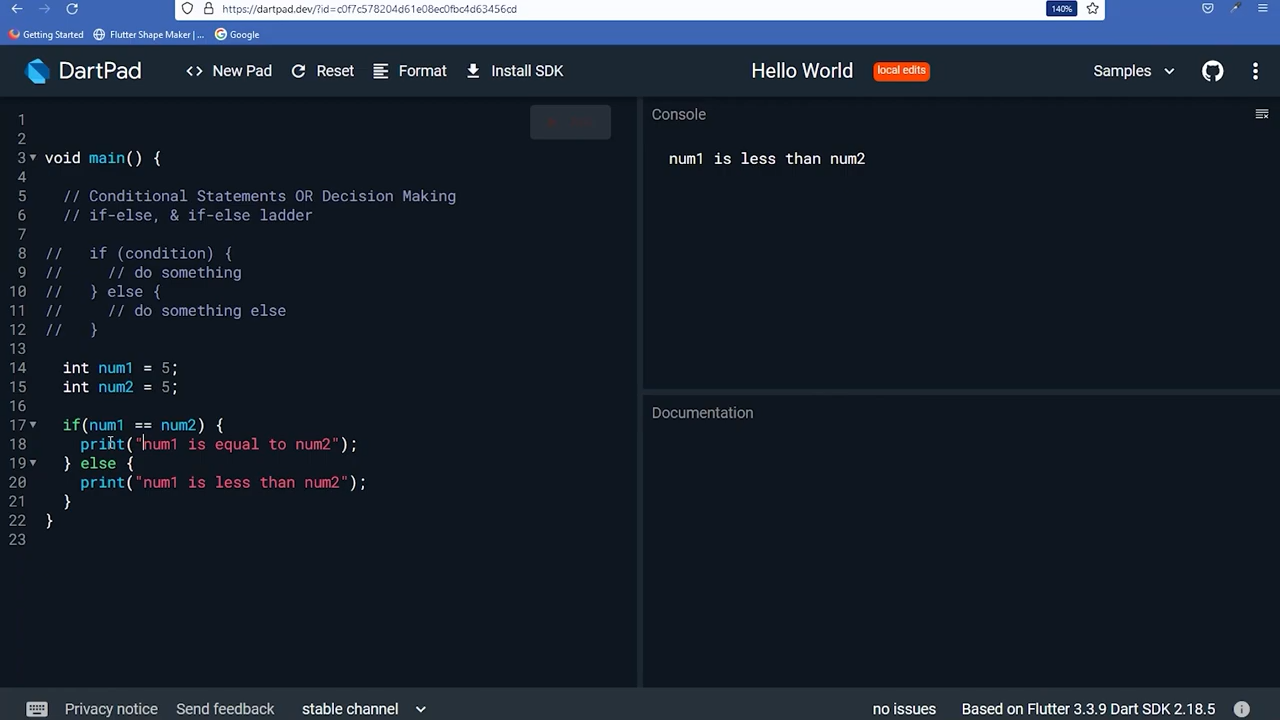 https://dartpad.dev/?id=c0f7c578204d61e08ec0fbc4d63456cd
140%
Getting Started
Flutter Shape Maker | ...
Google
DartPad
<> New Pad
Reset
Format
Install SDK
Hello World
local edits
Samples
1
2
3 void main() {
4
5 // Conditional Statements OR Decision Making
6 // if-else, & if-else ladder
7
8 // if (condition) {
9 // // do something
10 // } else {
11 // // do something else
12 // }
13
14 int num1 = 5;
15 int num2 = 5;
16
17 if(num1 == num2) {
18 print("num1 is equal to num2");
19 } else {
20 print("num1 is less than num2");
21 }
22 }
23
Console
num1 is less than num2
Documentation
Privacy notice
Send feedback
stable channel
no issues
Based on Flutter 3.3.9 Dart SDK 2.18.5